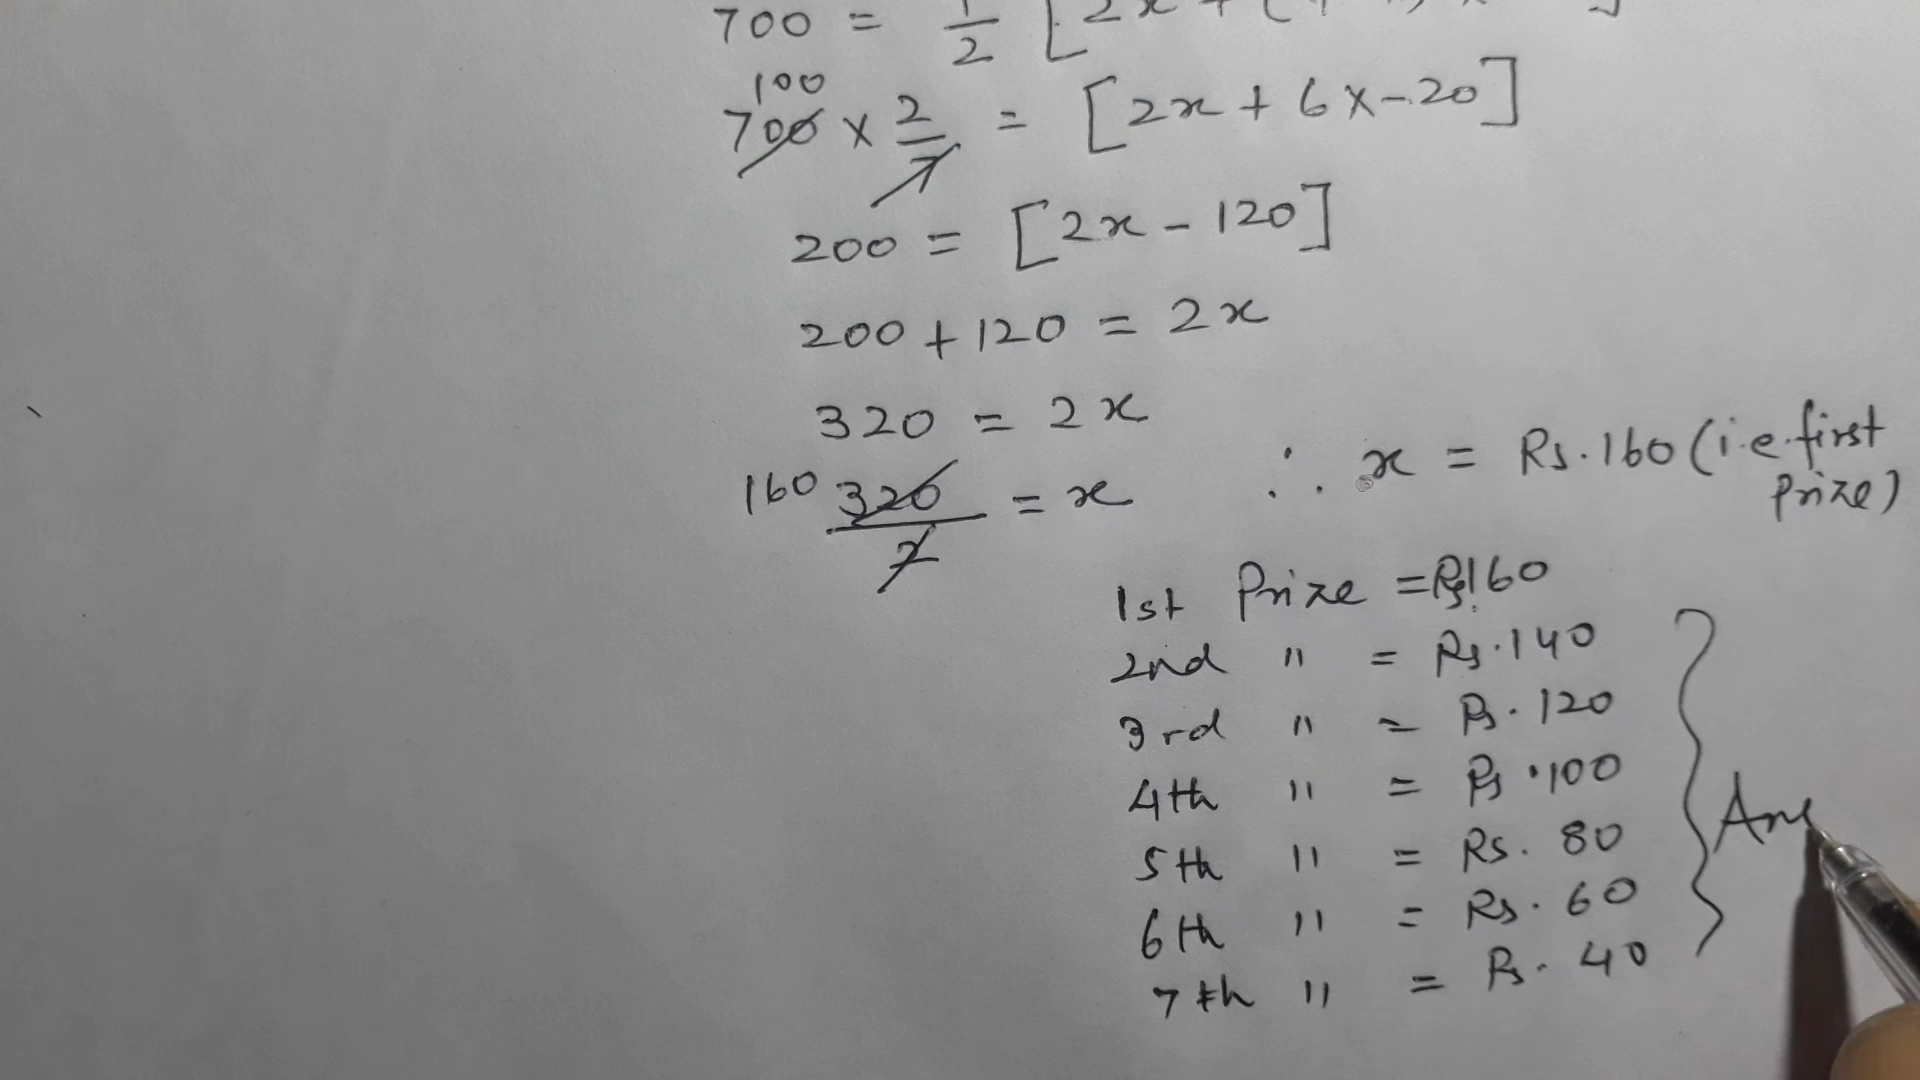 700 = 1/2 [2x + (
100
700 × 2/7 = [2x + 6 × -20]
200 = [2x - 120]
200 + 120 = 2x
320 = 2x
160 320/2 = x ∴ x = Rs. 160 (i.e. first
Prize)
1st Prize = Rs. 160
2nd " = Rs. 140
3rd " = Rs. 120
4th " = Rs. 100
5th " = Rs. 80
6th " = Rs. 60
7th " = Rs. 40
Ans